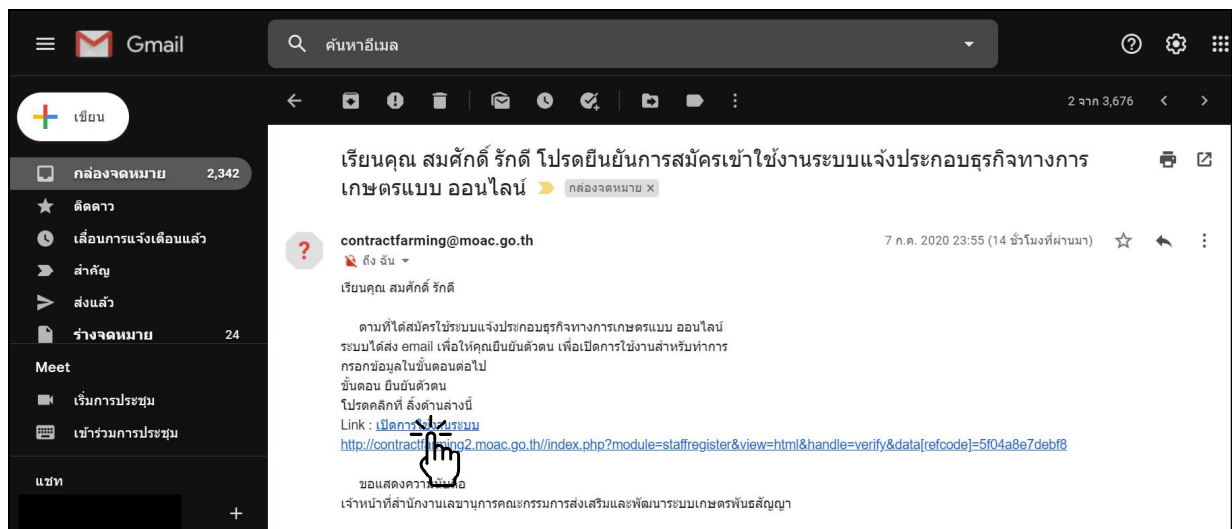 Gmail
ค้นหาอีเมล
เขียน
2 จาก 3,676
กล่องจดหมาย 2,342
ติดดาว
เลื่อนการแจ้งเตือนแล้ว
สำคัญ
ส่งแล้ว
ร่างจดหมาย 24
Meet
เริ่มการประชุม
เข้าร่วมการประชุม
แชท
เรียนคุณ สมศักดิ์ รักดี โปรดยืนยันการสมัครเข้าใช้งานระบบแจ้งประกอบธุรกิจทางการ
เกษตรแบบ ออนไลน์ กล่องจดหมาย x
contractfarming@moac.go.th 7 ก.ค. 2020 23:55 (14 ชั่วโมงที่ผ่านมา)
ถึง ฉัน
เรียนคุณ สมศักดิ์ รักดี
ตามที่ได้สมัครใช้ระบบแจ้งประกอบธุรกิจทางการเกษตรแบบ ออนไลน์
ระบบได้ส่ง email เพื่อให้คุณยืนยันตัวตน เพื่อเปิดการใช้งานสำหรับทำการ
กรอกข้อมูลในขั้นตอนต่อไป
ขั้นตอน ยืนยันตัวตน
โปรดคลิกที่ ลิ้งด้านล่างนี้
Link : เปิดการใช้งานระบบ
http://contractfarming2.moac.go.th//index.php?module=staffregister&view=html&handle=verify&data[refcode]=5f04a8e7debf8
ขอแสดงความนับถือ
เจ้าหน้าที่สำนักงานเลขานุการคณะกรรมการส่งเสริมและพัฒนาระบบเกษตรพันธสัญญา